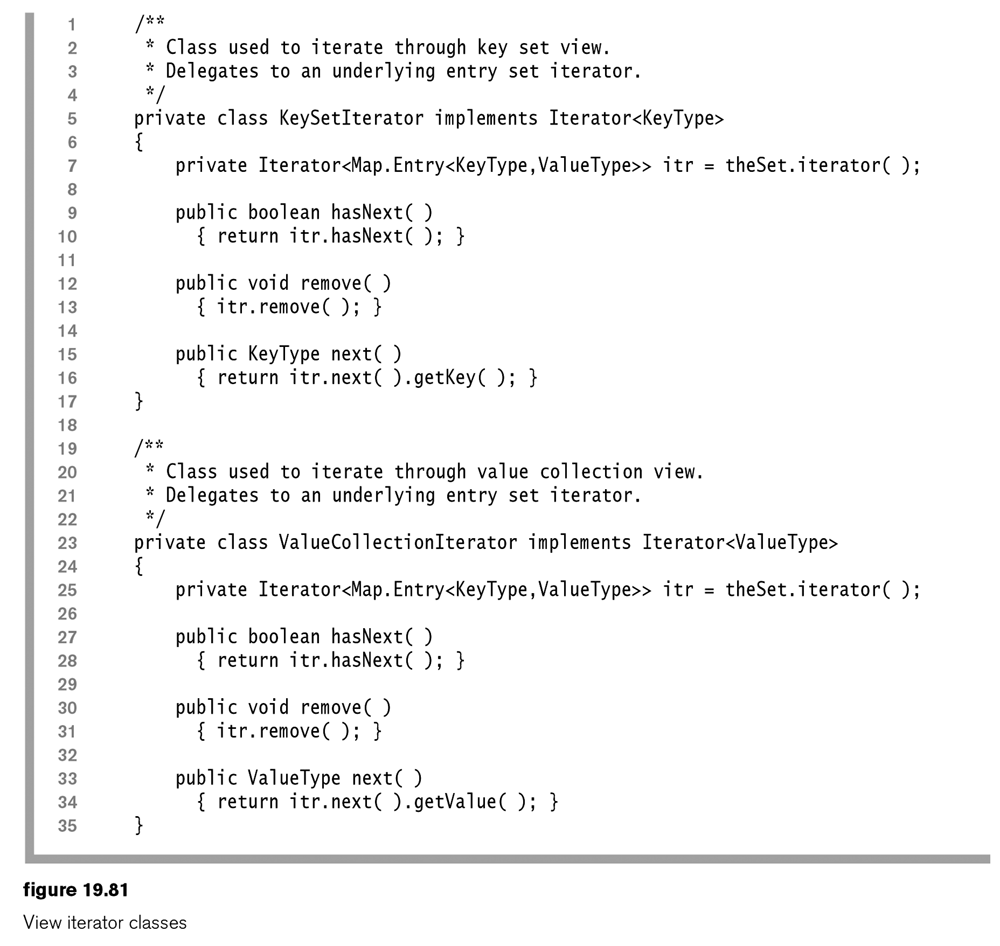 1 /**
2  * Class used to iterate through key set view.
3  * Delegates to an underlying entry set iterator.
4  */
5 private class KeySetIterator implements Iterator<KeyType>
6 {
7     private Iterator<Map.Entry<KeyType,ValueType>> itr = theSet.iterator( );
8
9     public boolean hasNext( )
10       { return itr.hasNext( ); }
11
12     public void remove( )
13       { itr.remove( ); }
14
15     public KeyType next( )
16       { return itr.next( ).getKey( ); }
17 }
18
19 /**
20  * Class used to iterate through value collection view.
21  * Delegates to an underlying entry set iterator.
22  */
23 private class ValueCollectionIterator implements Iterator<ValueType>
24 {
25     private Iterator<Map.Entry<KeyType,ValueType>> itr = theSet.iterator( );
26
27     public boolean hasNext( )
28       { return itr.hasNext( ); }
29
30     public void remove( )
31       { itr.remove( ); }
32
33     public ValueType next( )
34       { return itr.next( ).getValue( ); }
35 }
figure 19.81
View iterator classes